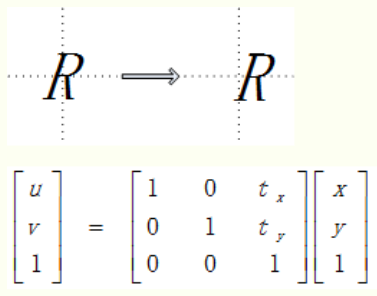 R R
[u v 1] = [1 0 t_x; 0 1 t_y; 0 0 1] [x y 1]